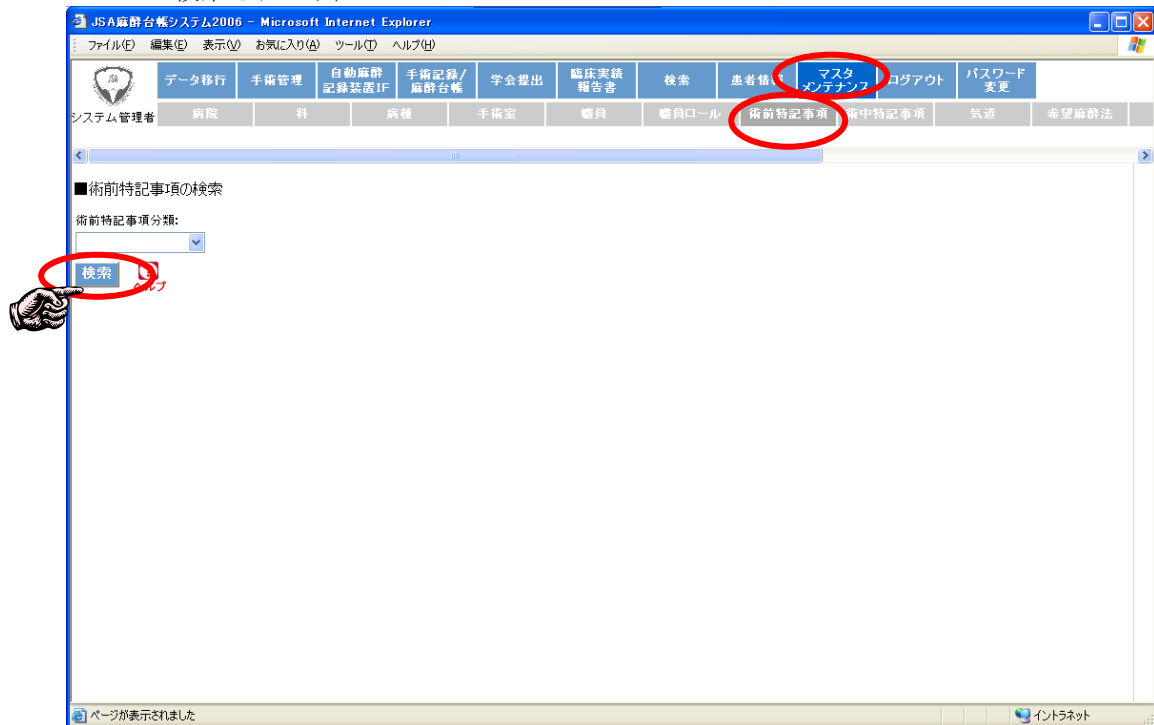 JSA麻酔台帳システム2006 - Microsoft Internet Explorer
ファイル(F) 編集(E) 表示(V) お気に入り(A) ツール(T) ヘルプ(H)
データ移行 手術管理 自動麻酔記録装置IF 手術記録/麻酔台帳 学会提出 臨床実績報告書 検索 患者情報 マスタメンテナンス ログアウト パスワード変更
システム管理者 病院 科 病棟 手術室 職員 職員ロール 術前特記事項 術中特記事項 気道 希望麻酔法
■術前特記事項の検索
術前特記事項分類:
検索 ヘルプ
ページが表示されました イントラネット